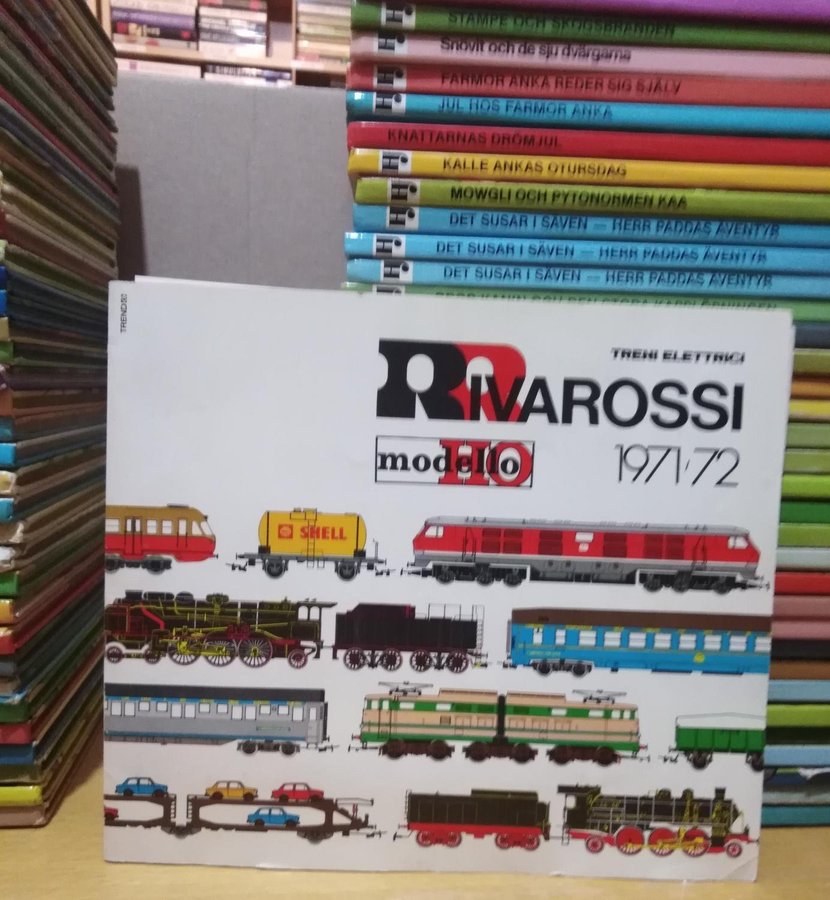 STAMPE OCH SKOGSBRANDEN
Snövit och de sju dvärgarna
FARMOR ANKA REDER SIG SJÄLV
JUL HOS FARMOR ANKA
KNATTARNAS DRÖMJUL
KALLE ANKAS OTURSDAG
MOWGLI OCH PYTONORMEN KAA
DET SUSAR I SÄVEN — HERR PADDAS ÄVENTYR
DET SUSAR I SÄVEN — HERR PADDAS ÄVENTYR
DET SUSAR I SÄVEN — HERR PADDAS ÄVENTYR
TRENI ELETTRICI
RR
RIVAROSSI
modello HO
1971/72
SHELL